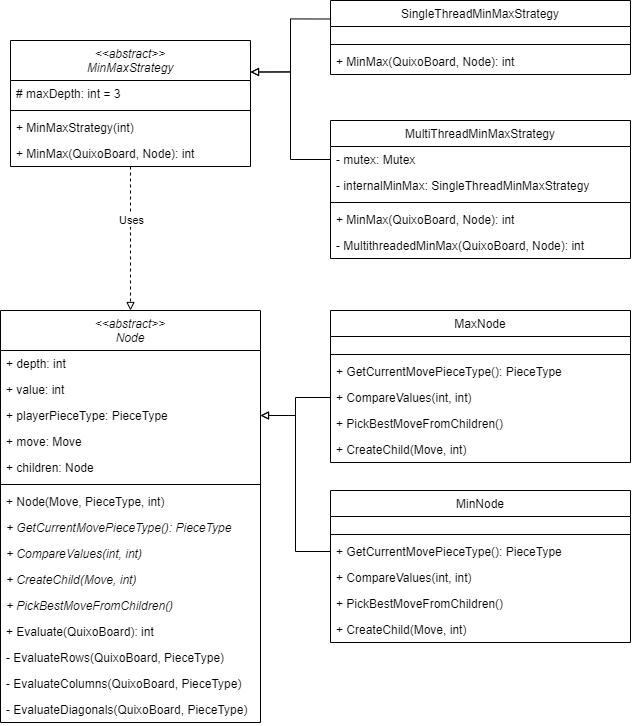 <<abstract>>
MinMaxStrategy
# maxDepth: int = 3
+ MinMaxStrategy(int)
+ MinMax(QuixoBoard, Node): int
SingleThreadMinMaxStrategy
+ MinMax(QuixoBoard, Node): int
MultiThreadMinMaxStrategy
- mutex: Mutex
- internalMinMax: SingleThreadMinMaxStrategy
+ MinMax(QuixoBoard, Node): int
- MultithreadedMinMax(QuixoBoard, Node): int
Uses
<<abstract>>
Node
+ depth: int
+ value: int
+ playerPieceType: PieceType
+ move: Move
+ children: Node
+ Node(Move, PieceType, int)
+ GetCurrentMovePieceType(): PieceType
+ CompareValues(int, int)
+ CreateChild(Move, int)
+ PickBestMoveFromChildren()
+ Evaluate(QuixoBoard): int
- EvaluateRows(QuixoBoard, PieceType)
- EvaluateColumns(QuixoBoard, PieceType)
- EvaluateDiagonals(QuixoBoard, PieceType)
MaxNode
+ GetCurrentMovePieceType(): PieceType
+ CompareValues(int, int)
+ PickBestMoveFromChildren()
+ CreateChild(Move, int)
MinNode
+ GetCurrentMovePieceType(): PieceType
+ CompareValues(int, int)
+ PickBestMoveFromChildren()
+ CreateChild(Move, int)